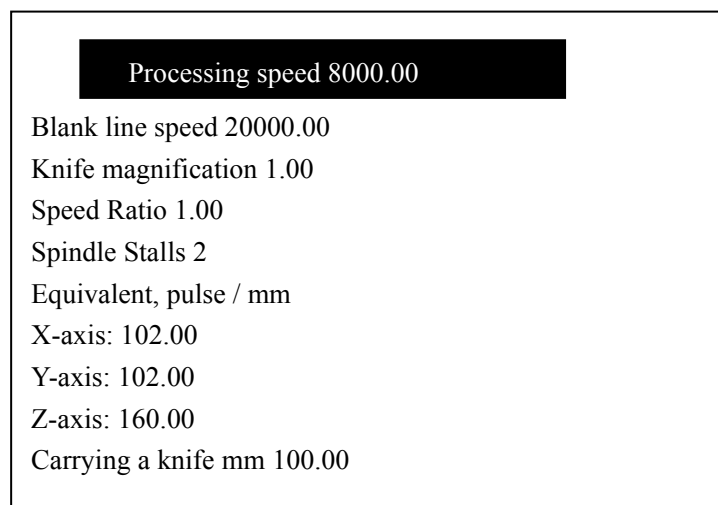 Processing speed 8000.00
Blank line speed 20000.00
Knife magnification 1.00
Speed Ratio 1.00
Spindle Stalls 2
Equivalent, pulse / mm
X-axis: 102.00
Y-axis: 102.00
Z-axis: 160.00
Carrying a knife mm 100.00